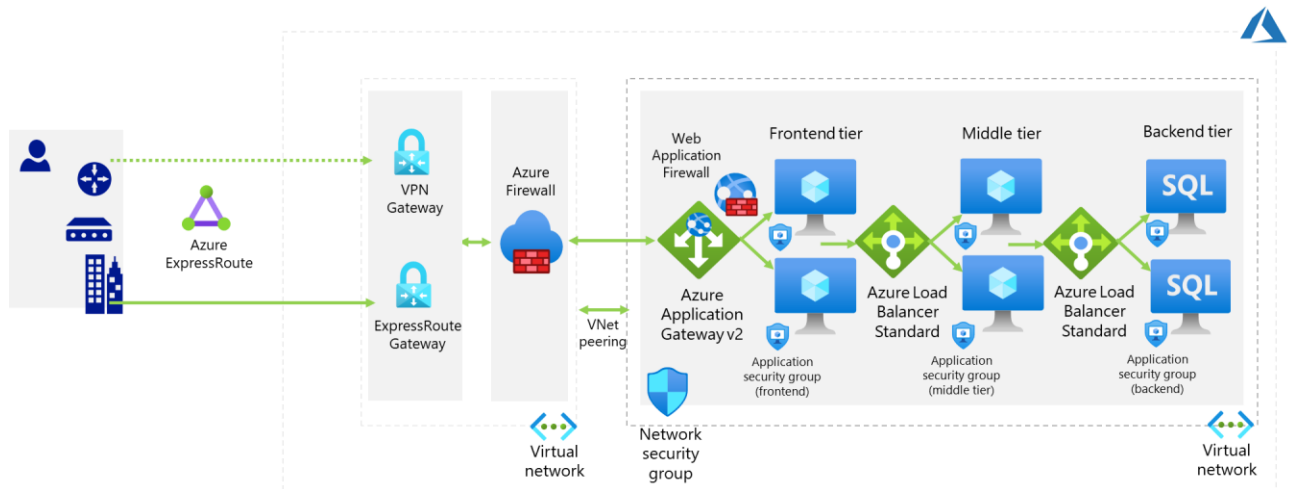 Azure
ExpressRoute
VPN
Gateway
ExpressRoute
Gateway
Azure
Firewall
VNet
peering
Virtual
network
Web
Application
Firewall
Azure
Application
Gateway v2
Network
security
group
Frontend tier
Application
security group
(frontend)
Azure Load
Balancer
Standard
Middle tier
Application
security group
(middle tier)
Azure Load
Balancer
Standard
Backend tier
SQL
SQL
Application
security group
(backend)
Virtual
network